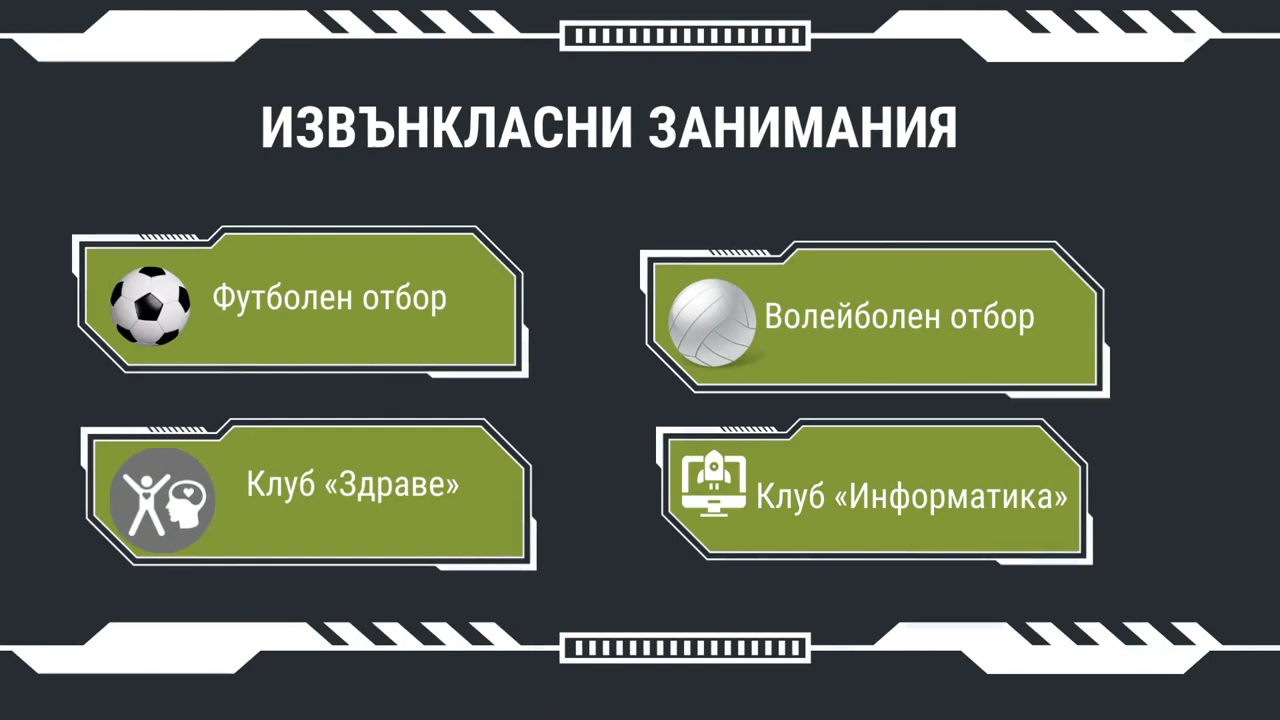 ИЗВЪНКЛАСНИ ЗАНИМАНИЯ
Футболен отбор
Волейболен отбор
Клуб «Здраве»
Клуб «Информатика»